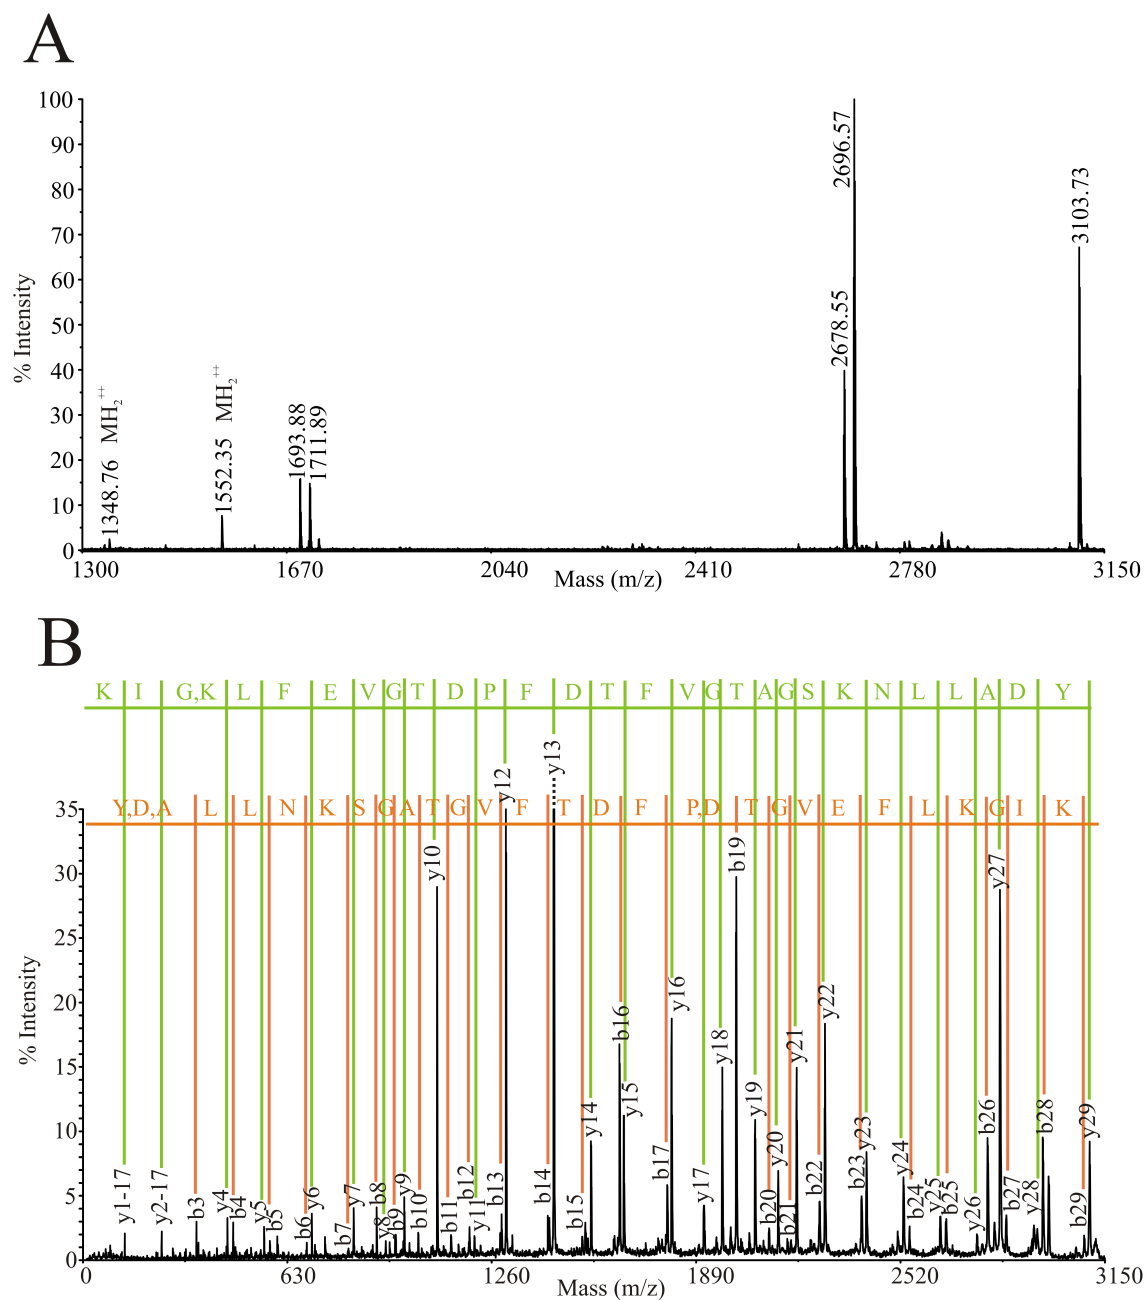 A
100
90
80
70
60
50
40
30
20
10
0
% Intensity
1348.76 MH₂⁺⁺
1552.35 MH₂⁺⁺
1693.88
1711.89
2678.55
2696.57
3103.73
1300 1670 2040 2410 2780 3150
Mass (m/z)
B
K I G,K L F E V G T D P F D T F V G T A G S K N L L A D Y
Y,D,A L L N K S G A T G V F T D F P,D T G V E F L K G I K
35
30
25
20
15
10
5
0
% Intensity
y1-17 y2-17 b3 y4 b4 y5 b5 b6 y6 b7 y7 b8 y8 b9 y9 b10 y10 b11 b12 y11 b13 y12 b14 y13 b15 y14 b16 y15 b17 y16 y17 y18 b19 y19 b20 y20 b21 y21 b22 y22 b23 y23 y24 b24 y25 b25 y26 b26 y27 b27 y28 b28 b29 y29
0 630 1260 1890 2520 3150
Mass (m/z)